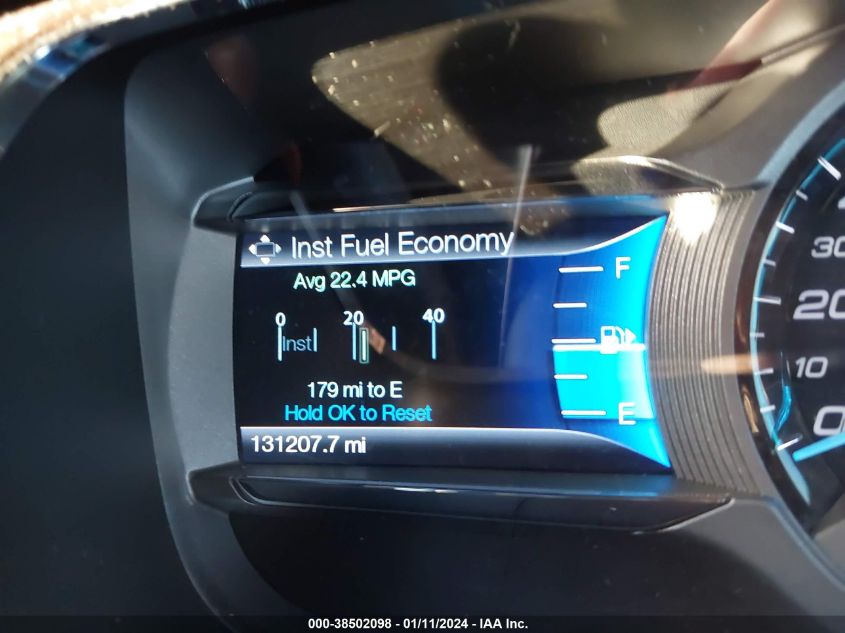 Inst Fuel Economy
Avg 22.4 MPG
0 20 40
Inst
179 mi to E
Hold OK to Reset
131207.7 mi
F
E
30
20
10
0
000-38502098 - 01/11/2024 - IAA Inc.